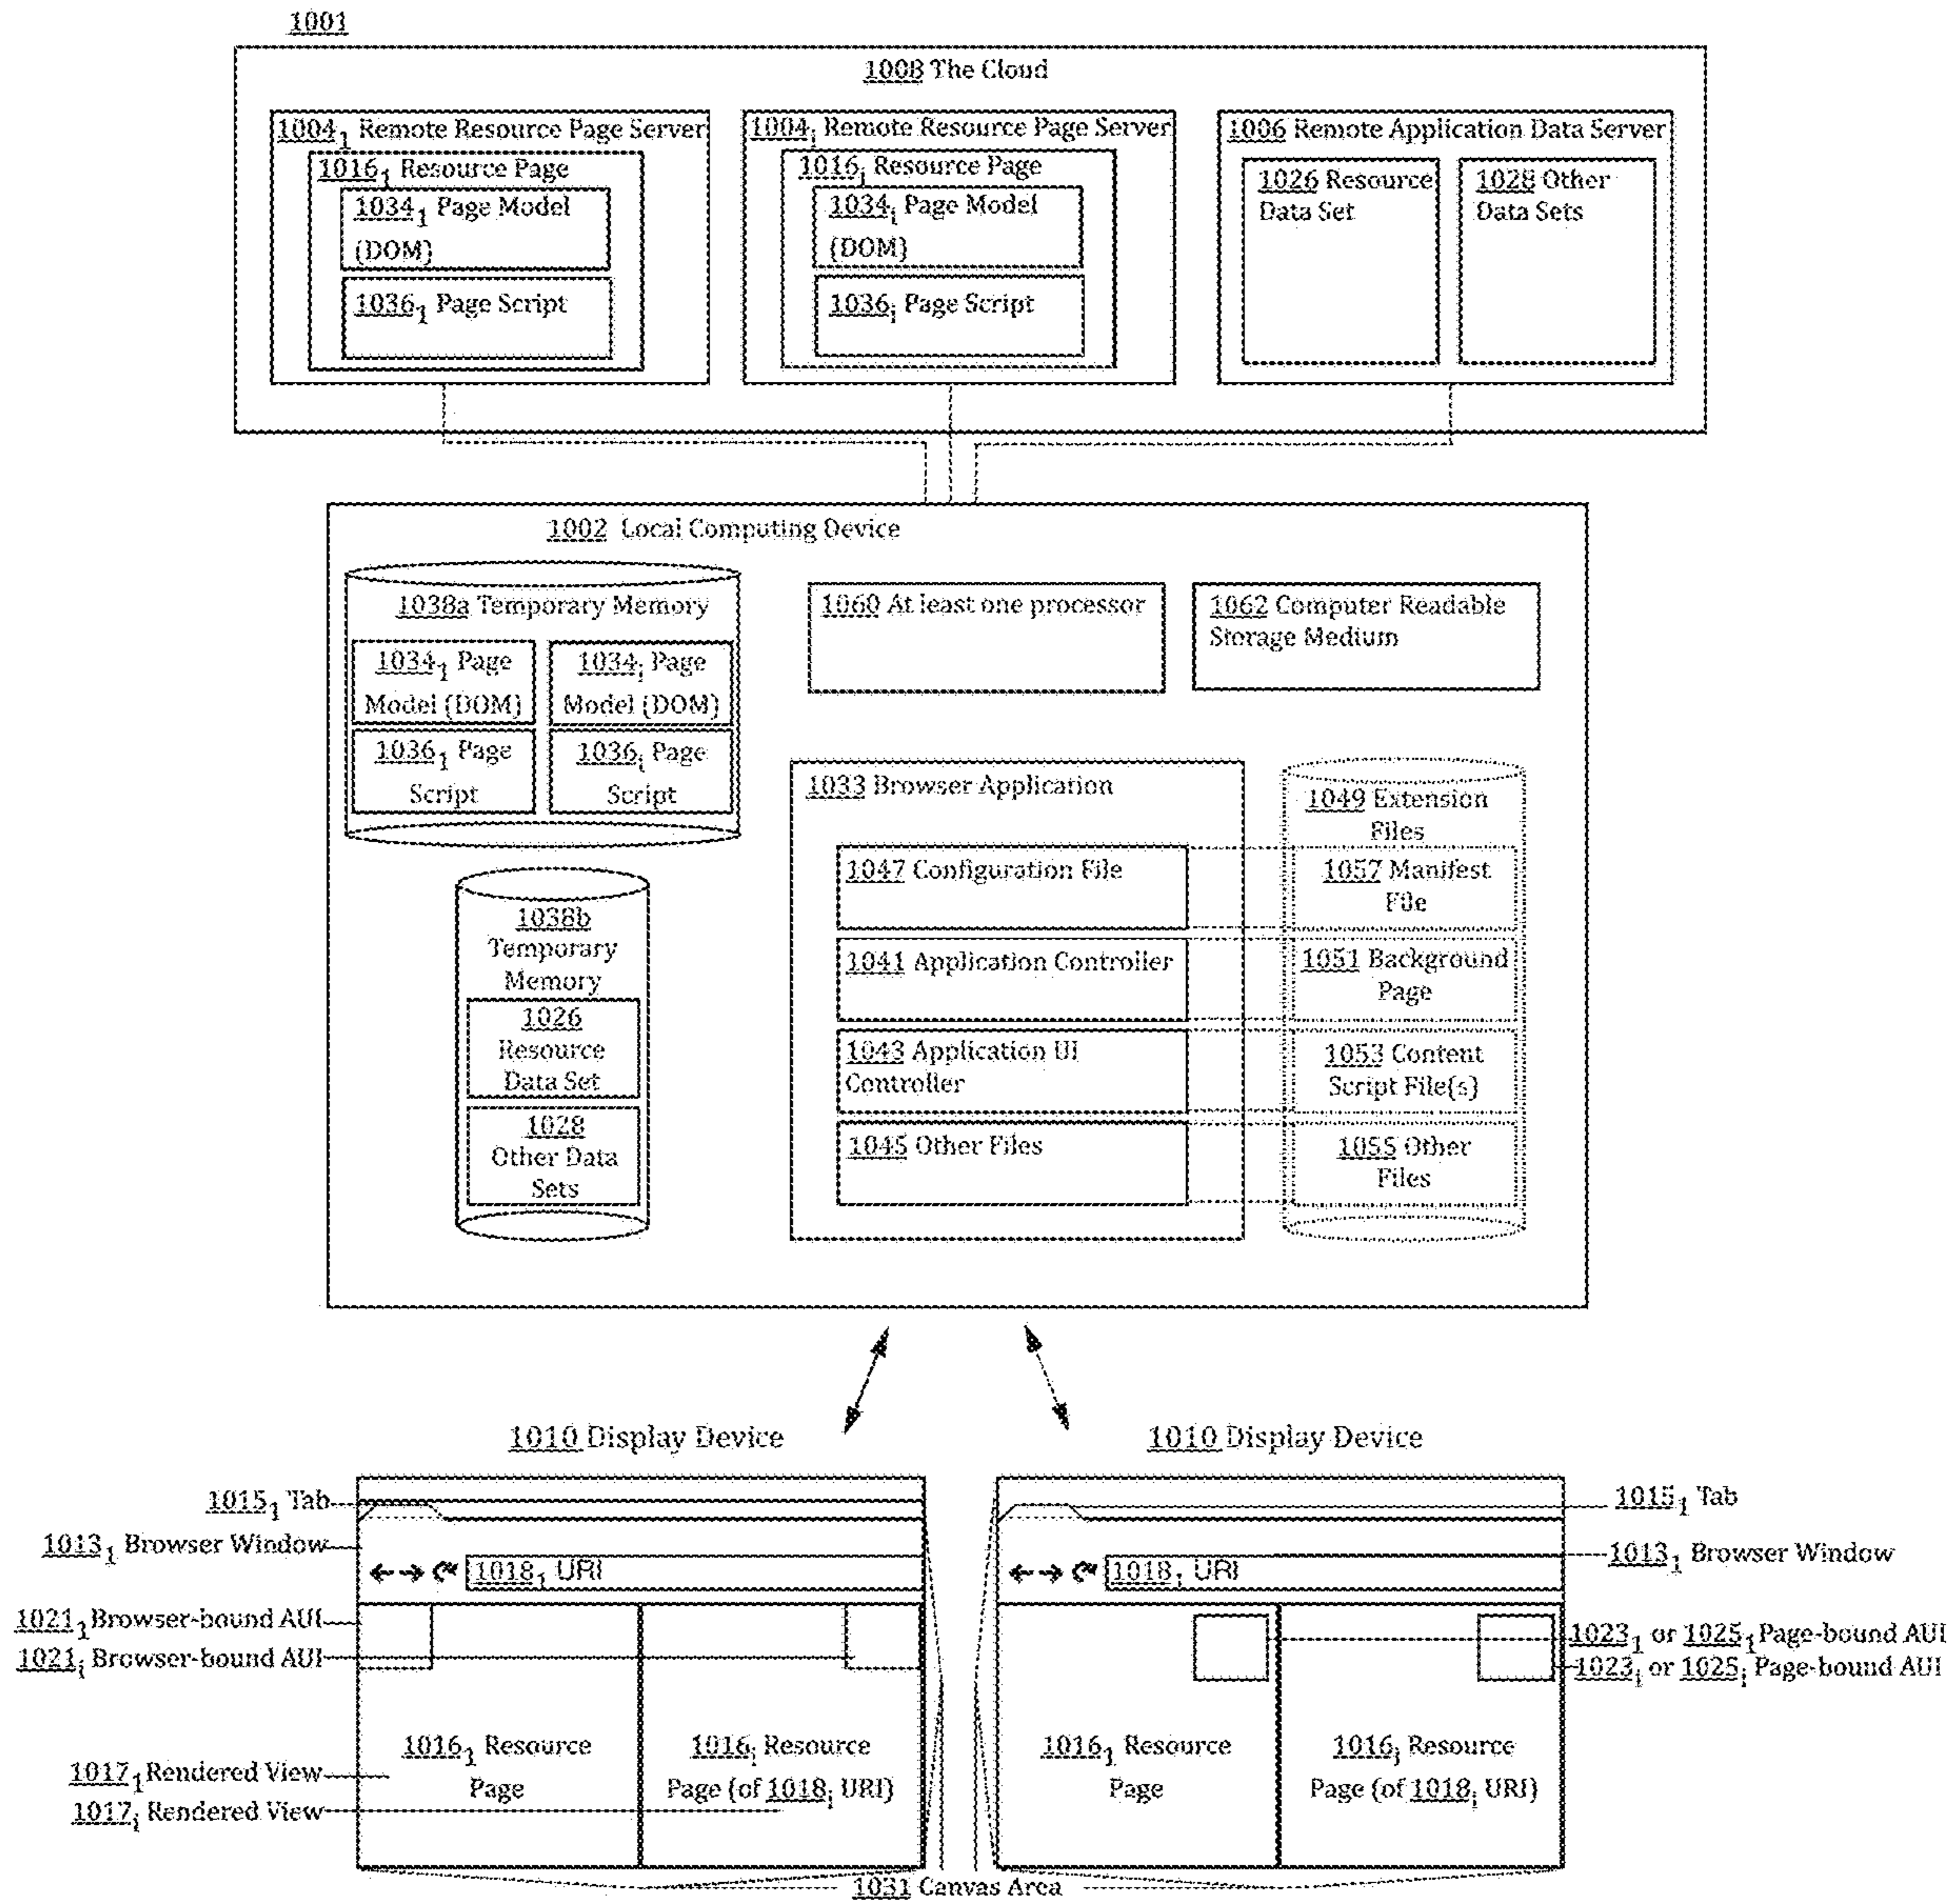 1001
1008 The Cloud
1004₁ Remote Resource Page Server
1016₁ Resource Page
1034₁ Page Model
(DOM)
1036₁ Page Script
1004ᵢ Remote Resource Page Server
1016ᵢ Resource Page
1034ᵢ Page Model
(DOM)
1036ᵢ Page Script
1006 Remote Application Data Server
1026 Resource
Data Set
1028 Other
Data Sets
1002 Local Computing Device
1038a Temporary Memory
1034₁ Page
Model (DOM)
1034ᵢ Page
Model (DOM)
1036₁ Page
Script
1036ᵢ Page
Script
1060 At least one processor
1062 Computer Readable
Storage Medium
1038b
Temporary
Memory
1026
Resource
Data Set
1028
Other Data
Sets
1033 Browser Application
1047 Configuration File
1041 Application Controller
1043 Application UI
Controller
1045 Other Files
1049 Extension
Files
1057 Manifest
File
1051 Background
Page
1053 Content
Script File(s)
1055 Other
Files
1010 Display Device
1015₁ Tab
1013₁ Browser Window
1018₁ URI
1021₁ Browser-bound AUI
1021ᵢ Browser-bound AUI
1016₁ Resource
Page
1016ᵢ Resource
Page (of 1018ᵢ URI)
1017₁ Rendered View
1017ᵢ Rendered View
1010 Display Device
1015₁ Tab
1013₁ Browser Window
1018₁ URI
1023₁ or 1025₁ Page-bound AUI
1023ᵢ or 1025ᵢ Page-bound AUI
1016₁ Resource
Page
1016ᵢ Resource
Page (of 1018ᵢ URI)
1031 Canvas Area